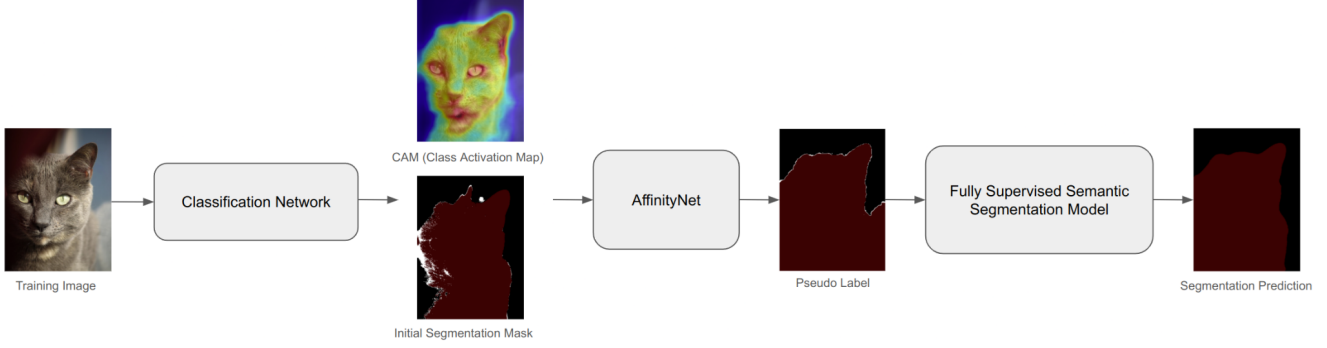 Training Image
Classification Network
CAM (Class Activation Map)
Initial Segmentation Mask
AffinityNet
Pseudo Label
Fully Supervised Semantic
Segmentation Model
Segmentation Prediction